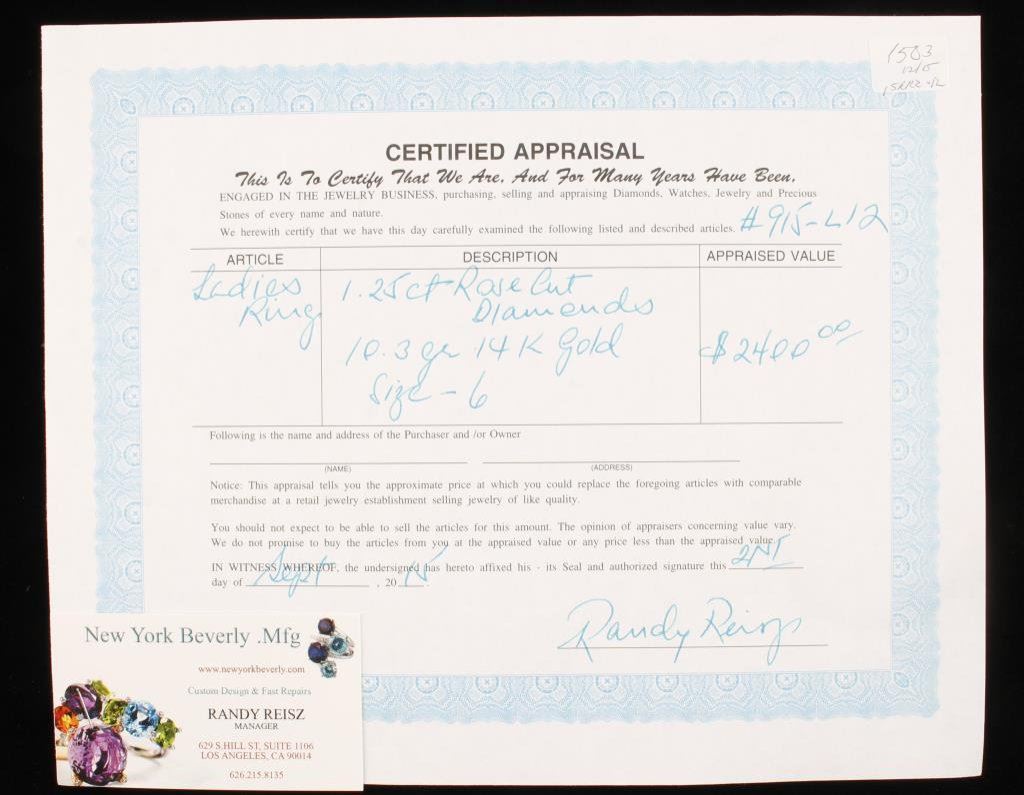 1503
12/15
CERTIFIED APPRAISAL
This Is To Certify That We Are, And For Many Years Have Been,
ENGAGED IN THE JEWELRY BUSINESS, purchasing, selling and appraising Diamonds, Watches, Jewelry and Precious
Stones of every name and nature.
We herewith certify that we have this day carefully examined the following listed and described articles. #915-L12
ARTICLE DESCRIPTION APPRAISED VALUE
Ladies 1.25ct Rose Cut
Ring Diamonds
10.3 gr 14K Gold $2400 00
Size - 6
Following is the name and address of the Purchaser and /or Owner
(NAME) (ADDRESS)
Notice: This appraisal tells you the approximate price at which you could replace the foregoing articles with comparable
merchandise at a retail jewelry establishment selling jewelry of like quality.
You should not expect to be able to sell the articles for this amount. The opinion of appraisers concerning value vary.
We do not promise to buy the articles from you at the appraised value or any price less than the appraised value.
IN WITNESS WHEREOF, the undersigned has hereto affixed his - its Seal and authorized signature this 2ND
day of Sept , 20 15 .
Randy Reisz
New York Beverly .Mfg
www.newyorkbeverly.com
Custom Design & Fast Repairs
RANDY REISZ
MANAGER
629 S.HILL ST, SUITE 1106
LOS ANGELES, CA 90014
626.215.8135